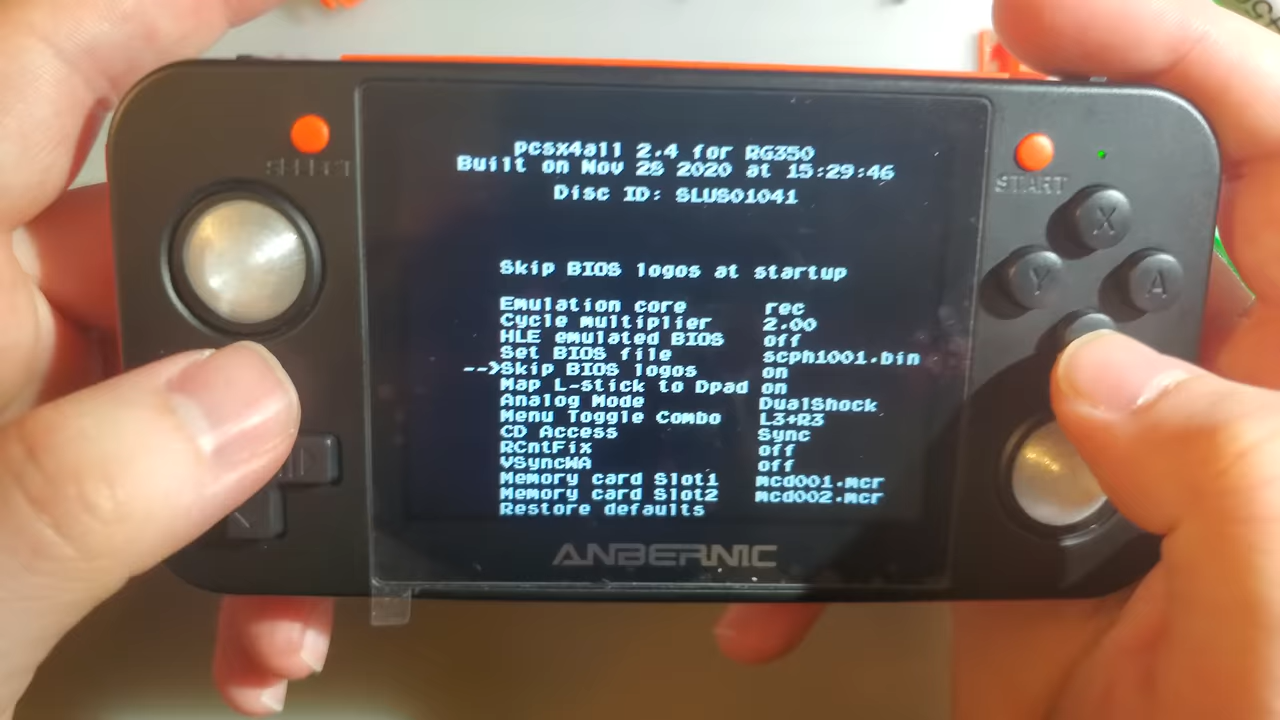 SELECT
pcsx4all 2.4 for RG350
Built on Nov 28 2020 at 15:29:46
Disc ID: SLUS01041
START
X
Y
A
Skip BIOS logos at startup
Emulation core rec
Cycle multiplier 2.00
HLE emulated BIOS off
Set BIOS file scph1001.bin
-->Skip BIOS logos on
Map L-stick to Dpad on
Analog Mode DualShock
Menu Toggle Combo L3+R3
CD Access Sync
RCntFix off
VSyncWA off
Memory card Slot1 mcd001.mcr
Memory card Slot2 mcd002.mcr
Restore defaults
ANBERNIC